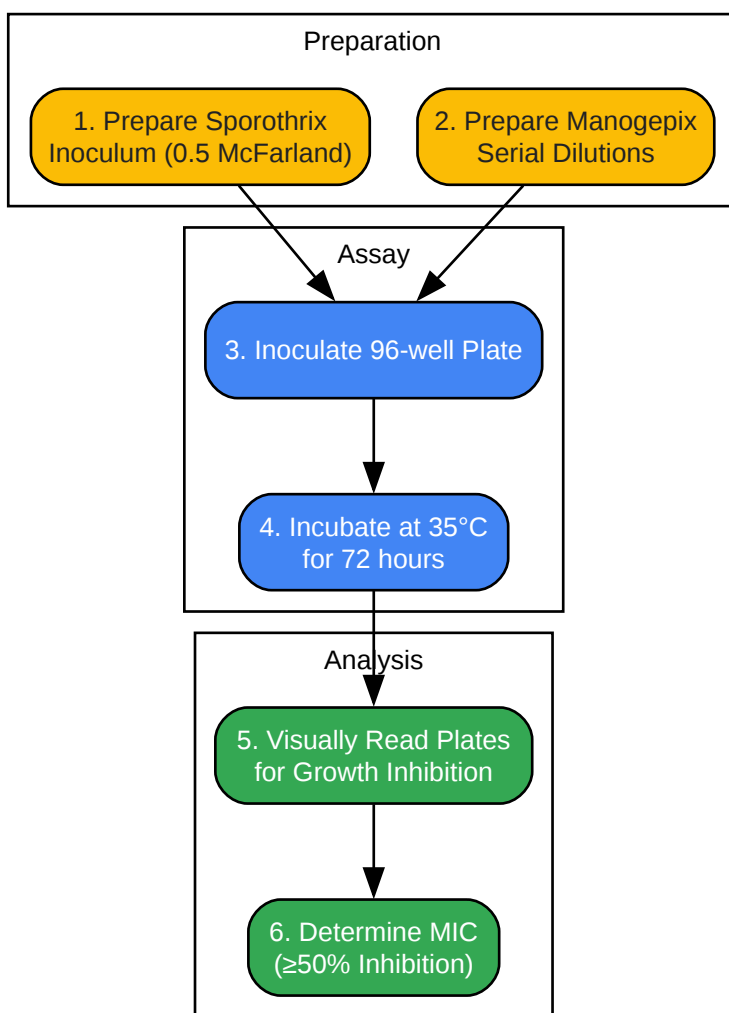 Preparation
1. Prepare Sporothrix
Inoculum (0.5 McFarland)
2. Prepare Manogepix
Serial Dilutions
Assay
3. Inoculate 96-well Plate
4. Incubate at 35°C
for 72 hours
Analysis
5. Visually Read Plates
for Growth Inhibition
6. Determine MIC
(≥50% Inhibition)